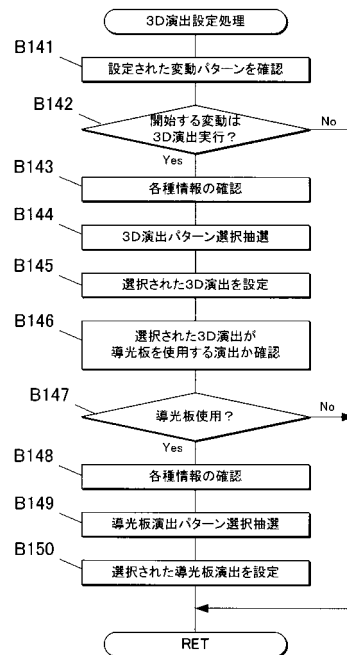 3D演出設定処理
B141
設定された変動パターンを確認
B142
開始する変動は
3D演出実行？
No
Yes
B143
各種情報の確認
B144
3D演出パターン選択抽選
B145
選択された3D演出を設定
B146
選択された3D演出が
導光板を使用する演出か確認
B147
導光板使用？
No
Yes
B148
各種情報の確認
B149
導光板演出パターン選択抽選
B150
選択された導光板演出を設定
RET